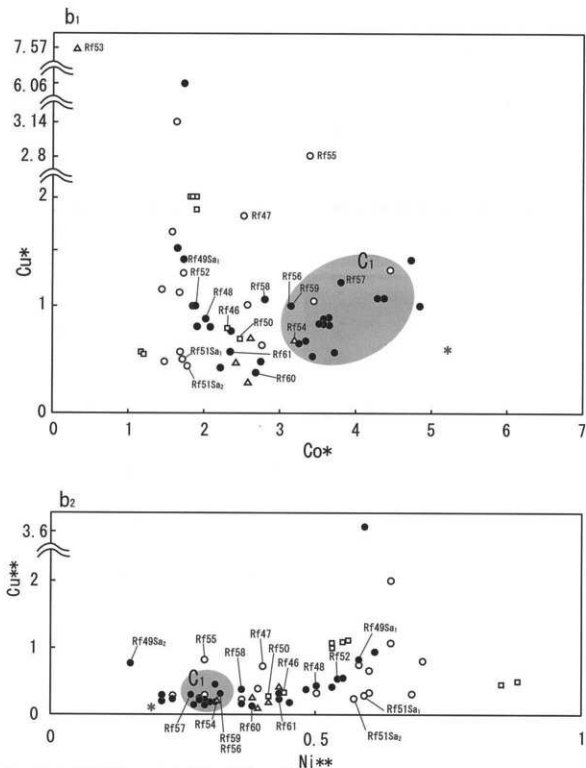 b1
7.57
Rf53
6.06
3.14
2.8
Rf55
2
Rf47
Cu*
C1
Rf49Sa1
Rf52
Rf48
Rf58
Rf56
Rf59
Rf57
1
Rf46
Rf50
Rf54
Rf51Sa1
Rf61
*
Rf51Sa2
Rf60
0
0 1 2 3 4 5 6 7
Co*
b2
3.6
Cu**
2
Rf49Sa2
Rf55
Rf58
Rf47
Rf50
Rf46
Rf48
Rf52
Rf49Sa1
1
C1
*
0
Rf57
Rf54
Rf59
Rf56
Rf60
Rf61
Rf51Sa1
Rf51Sa2
0 0.5 1
Ni**